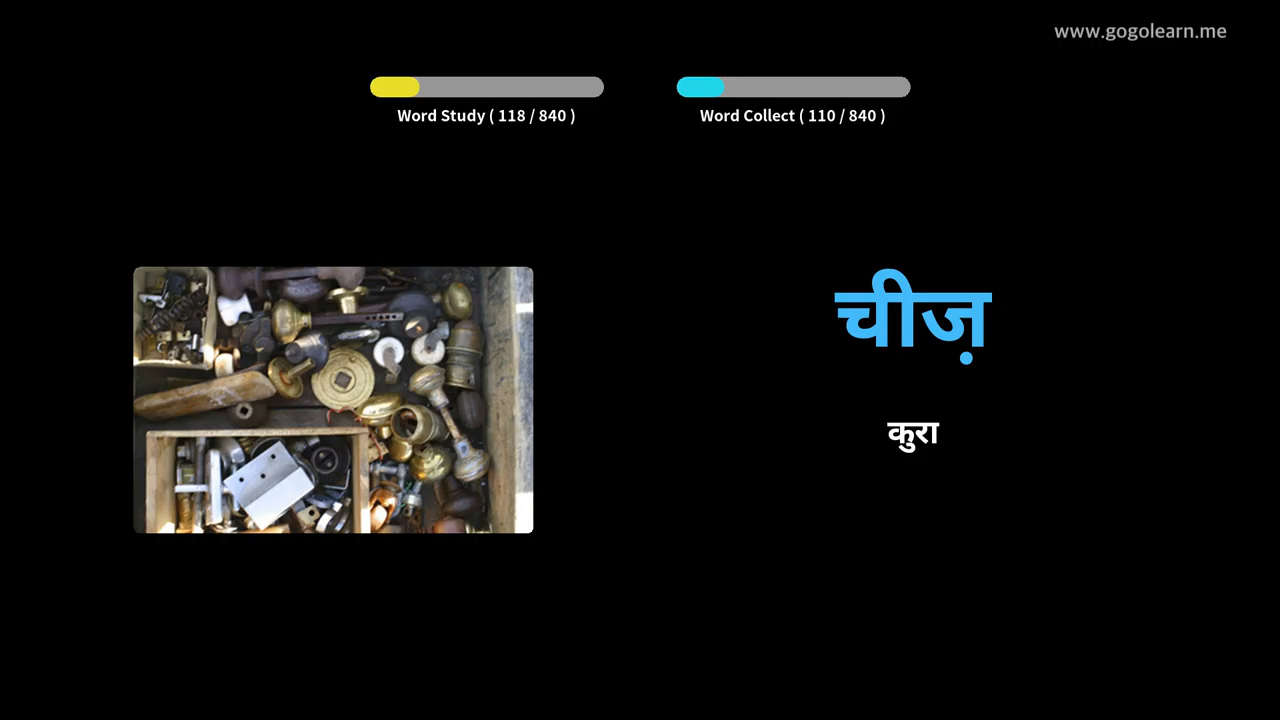 www.gogolearn.me
Word Study ( 118 / 840 )
Word Collect ( 110 / 840 )
चीज़
कुरा